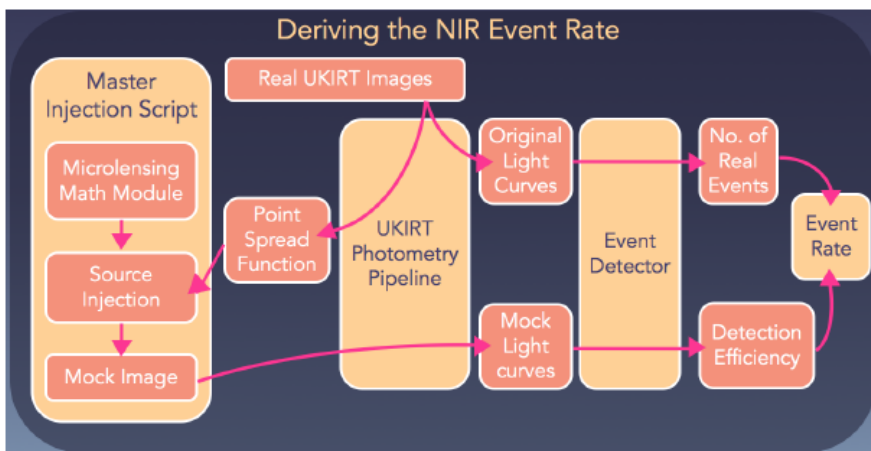 Deriving the NIR Event Rate
Master
Injection Script
Microlensing
Math Module
Source
Injection
Mock Image
Real UKIRT Images
Point
Spread
Function
UKIRT
Photometry
Pipeline
Original
Light
Curves
Mock
Light
curves
Event
Detector
No. of
Real
Events
Detection
Efficiency
Event
Rate